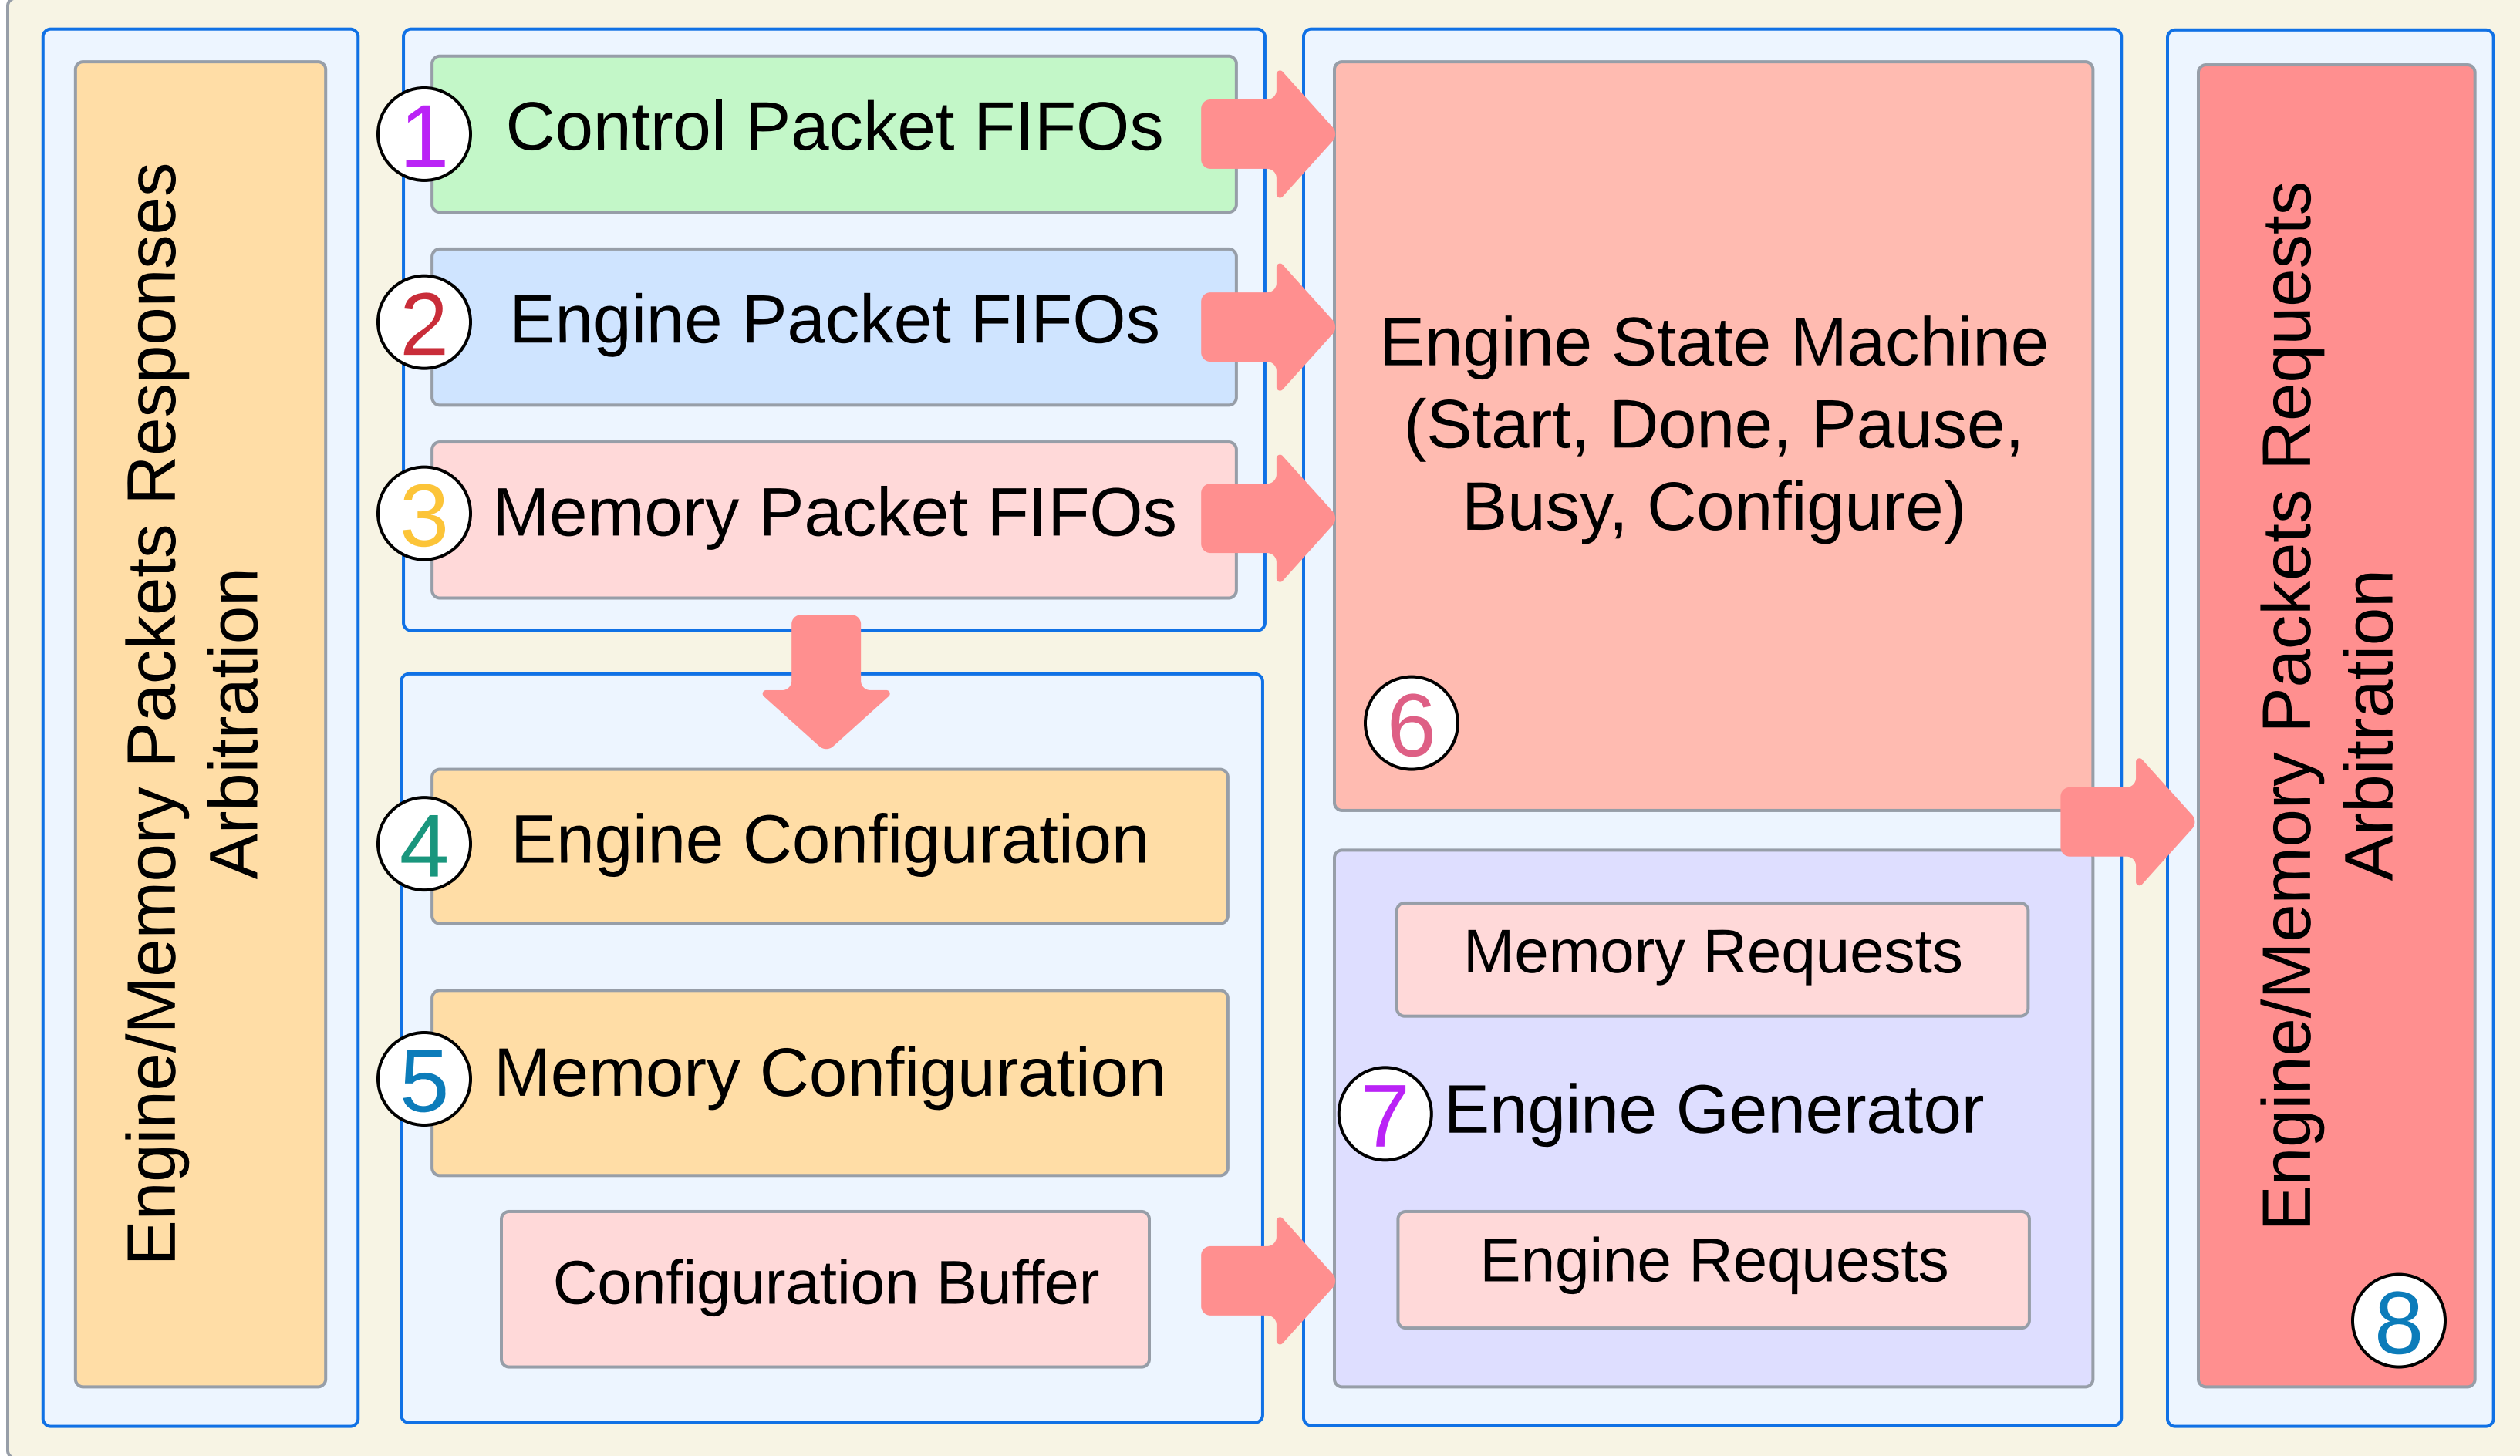 Engine/Memory Packets Responses
Arbitration
1
Control Packet FIFOs
2
Engine Packet FIFOs
3
Memory Packet FIFOs
4
Engine Configuration
5
Memory Configuration
Configuration Buffer
Engine State Machine
(Start, Done, Pause,
Busy, Configure)
6
Memory Requests
7
Engine Generator
Engine Requests
Engine/Memory Packets Requests
Arbitration
8